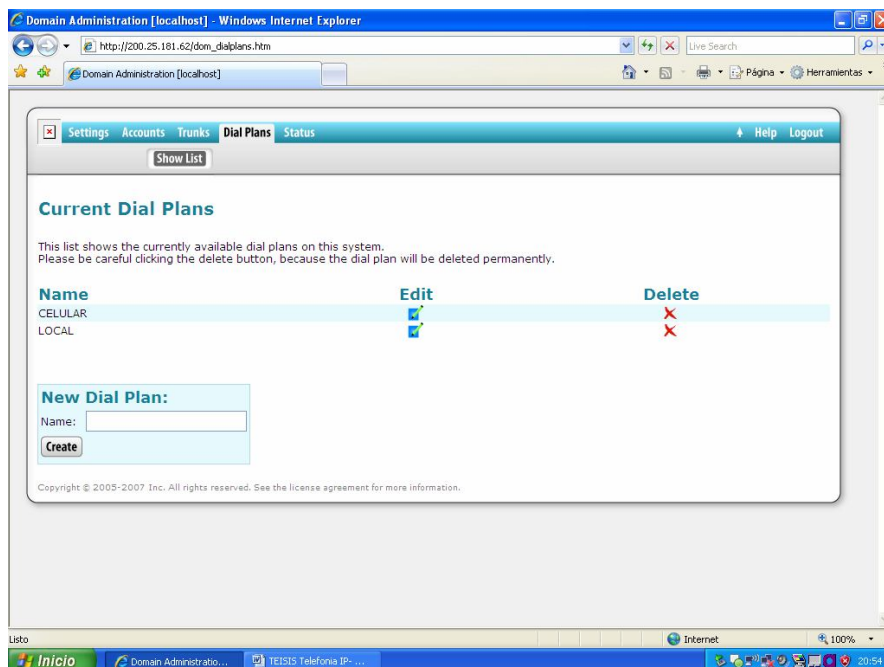 Domain Administration [localhost] - Windows Internet Explorer
http://200.25.181.62/dom_dialplans.htm
Live Search
Domain Administration [localhost]
Página
Herramientas
Settings Accounts Trunks Dial Plans Status Help Logout
Show List
Current Dial Plans
This list shows the currently available dial plans on this system.
Please be careful clicking the delete button, because the dial plan will be deleted permanently.
Name Edit Delete
CELULAR
LOCAL
New Dial Plan:
Name:
Create
Copyright © 2005-2007 Inc. All rights reserved. See the license agreement for more information.
Listo Internet 100%
Inicio Domain Administratio... TEISIS Telefonia IP- ... 20:54